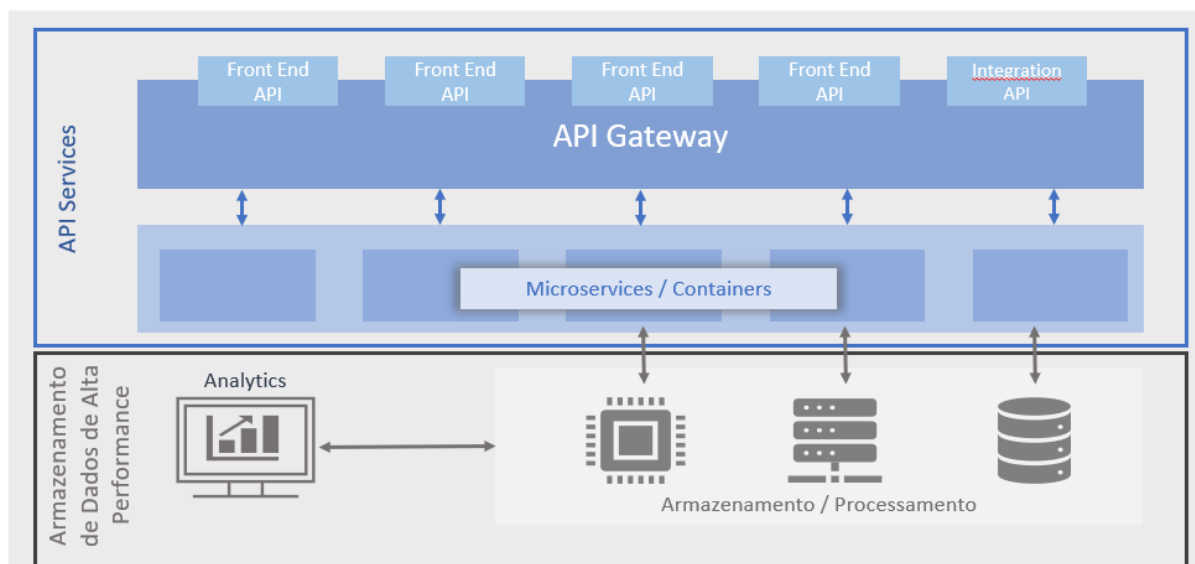 Front End
API
Front End
API
Front End
API
Front End
API
Integration
API
API Gateway
API Services
Microservices / Containers
Armazenamento
de Dados de Alta
Performance
Analytics
Armazenamento / Processamento